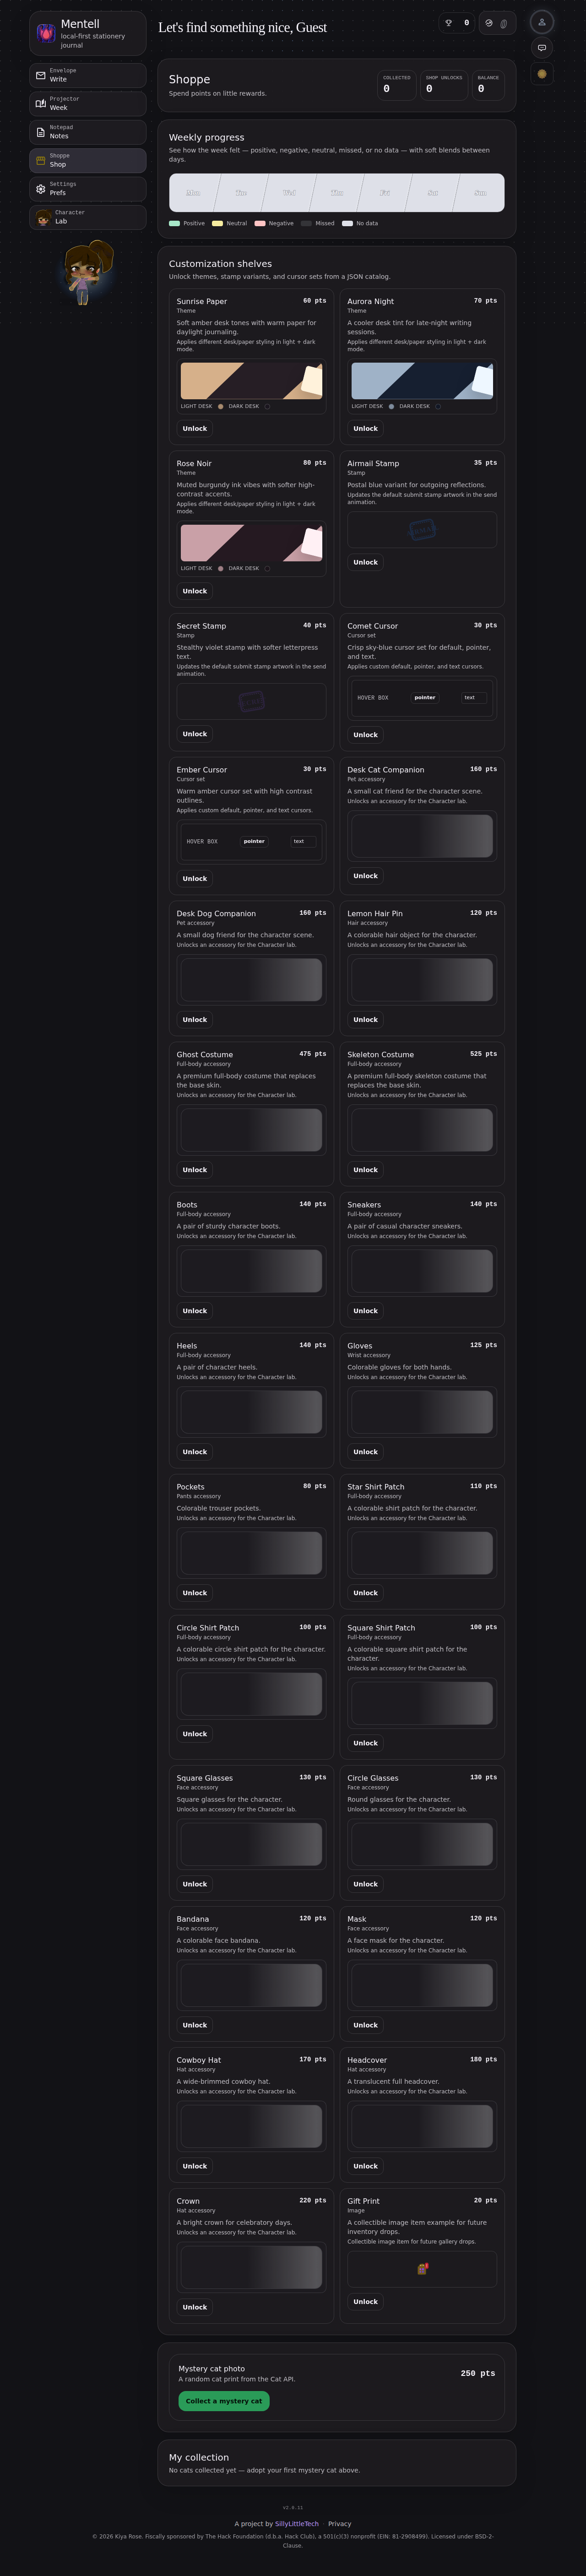 Mentell
local-first stationery
journal
Envelope
Write
Projector
Week
Notepad
Notes
Shoppe
Shop
Settings
Prefs
Character
Lab
Let's find something nice, Guest
0
Shoppe
Spend points on little rewards.
COLLECTED
0
SHOP UNLOCKS
0
BALANCE
0
Weekly progress
See how the week felt — positive, neutral, negative, missed, or no data — with soft blends between
days.
Mon Tue Wed Thu Fri Sat Sun
Positive Neutral Negative Missed No data
Customization shelves
Unlock themes, stamp variants, and cursor sets from a JSON catalog.
Sunrise Paper 60 pts
Theme
Soft amber desk tones with warm paper for
daylight journaling.
Applies different desk/paper styling in light + dark
mode.
LIGHT DESK DARK DESK
Unlock
Aurora Night 70 pts
Theme
A cooler desk tint for late-night writing
sessions.
Applies different desk/paper styling in light + dark
mode.
LIGHT DESK DARK DESK
Unlock
Rose Noir 80 pts
Theme
Muted burgundy ink vibes with softer high-
contrast accents.
Applies different desk/paper styling in light + dark
mode.
LIGHT DESK DARK DESK
Unlock
Airmail Stamp 35 pts
Stamp
Postal blue variant for outgoing reflections.
Updates the default submit stamp artwork in the send
animation.
Unlock
Secret Stamp 40 pts
Stamp
Stealthy violet stamp with softer letterpress
text.
Updates the default submit stamp artwork in the send
animation.
Unlock
Comet Cursor 30 pts
Cursor set
Crisp sky-blue cursor set for default, pointer,
and text.
Applies custom default, pointer, and text cursors.
HOVER BOX pointer text
Unlock
Ember Cursor 30 pts
Cursor set
Warm amber cursor set with high contrast
outlines.
Applies custom default, pointer, and text cursors.
HOVER BOX pointer text
Unlock
Desk Cat Companion 160 pts
Pet accessory
A small cat friend for the character scene.
Unlocks an accessory for the Character lab.
Unlock
Desk Dog Companion 160 pts
Pet accessory
A small dog friend for the character scene.
Unlocks an accessory for the Character lab.
Unlock
Lemon Hair Pin 120 pts
Hair accessory
A colorable hair object for the character.
Unlocks an accessory for the Character lab.
Unlock
Ghost Costume 475 pts
Full-body accessory
A premium full-body costume that replaces
the base skin.
Unlocks an accessory for the Character lab.
Unlock
Skeleton Costume 525 pts
Full-body accessory
A premium full-body skeleton costume that
replaces the base skin.
Unlocks an accessory for the Character lab.
Unlock
Boots 140 pts
Full-body accessory
A pair of sturdy character boots.
Unlocks an accessory for the Character lab.
Unlock
Sneakers 140 pts
Full-body accessory
A pair of casual character sneakers.
Unlocks an accessory for the Character lab.
Unlock
Heels 140 pts
Full-body accessory
A pair of character heels.
Unlocks an accessory for the Character lab.
Unlock
Gloves 125 pts
Wrist accessory
Colorable gloves for both hands.
Unlocks an accessory for the Character lab.
Unlock
Pockets 80 pts
Pants accessory
Colorable trouser pockets.
Unlocks an accessory for the Character lab.
Unlock
Star Shirt Patch 110 pts
Full-body accessory
A colorable shirt patch for the character.
Unlocks an accessory for the Character lab.
Unlock
Circle Shirt Patch 100 pts
Full-body accessory
A colorable circle shirt patch for the character.
Unlocks an accessory for the Character lab.
Unlock
Square Shirt Patch 100 pts
Full-body accessory
A colorable square shirt patch for the
character.
Unlocks an accessory for the Character lab.
Unlock
Square Glasses 130 pts
Face accessory
Square glasses for the character.
Unlocks an accessory for the Character lab.
Unlock
Circle Glasses 130 pts
Face accessory
Round glasses for the character.
Unlocks an accessory for the Character lab.
Unlock
Bandana 120 pts
Face accessory
A colorable face bandana.
Unlocks an accessory for the Character lab.
Unlock
Mask 120 pts
Face accessory
A face mask for the character.
Unlocks an accessory for the Character lab.
Unlock
Cowboy Hat 170 pts
Hat accessory
A wide-brimmed cowboy hat.
Unlocks an accessory for the Character lab.
Unlock
Headcover 180 pts
Hat accessory
A translucent full headcover.
Unlocks an accessory for the Character lab.
Unlock
Crown 220 pts
Hat accessory
A bright crown for celebratory days.
Unlocks an accessory for the Character lab.
Unlock
Gift Print 20 pts
Image
A collectible image item example for future
inventory drops.
Collectible image item for future gallery drops.
Unlock
Mystery cat photo
A random cat print from the Cat API.
250 pts
Collect a mystery cat
My collection
No cats collected yet — adopt your first mystery cat above.
v2.6.11
A project by SillyLittleTech · Privacy
© 2026 Kiya Rose. Fiscally sponsored by The Hack Foundation (d.b.a. Hack Club), a 501(c)(3) nonprofit (EIN: 81-2908499). Licensed under BSD-2-
Clause.